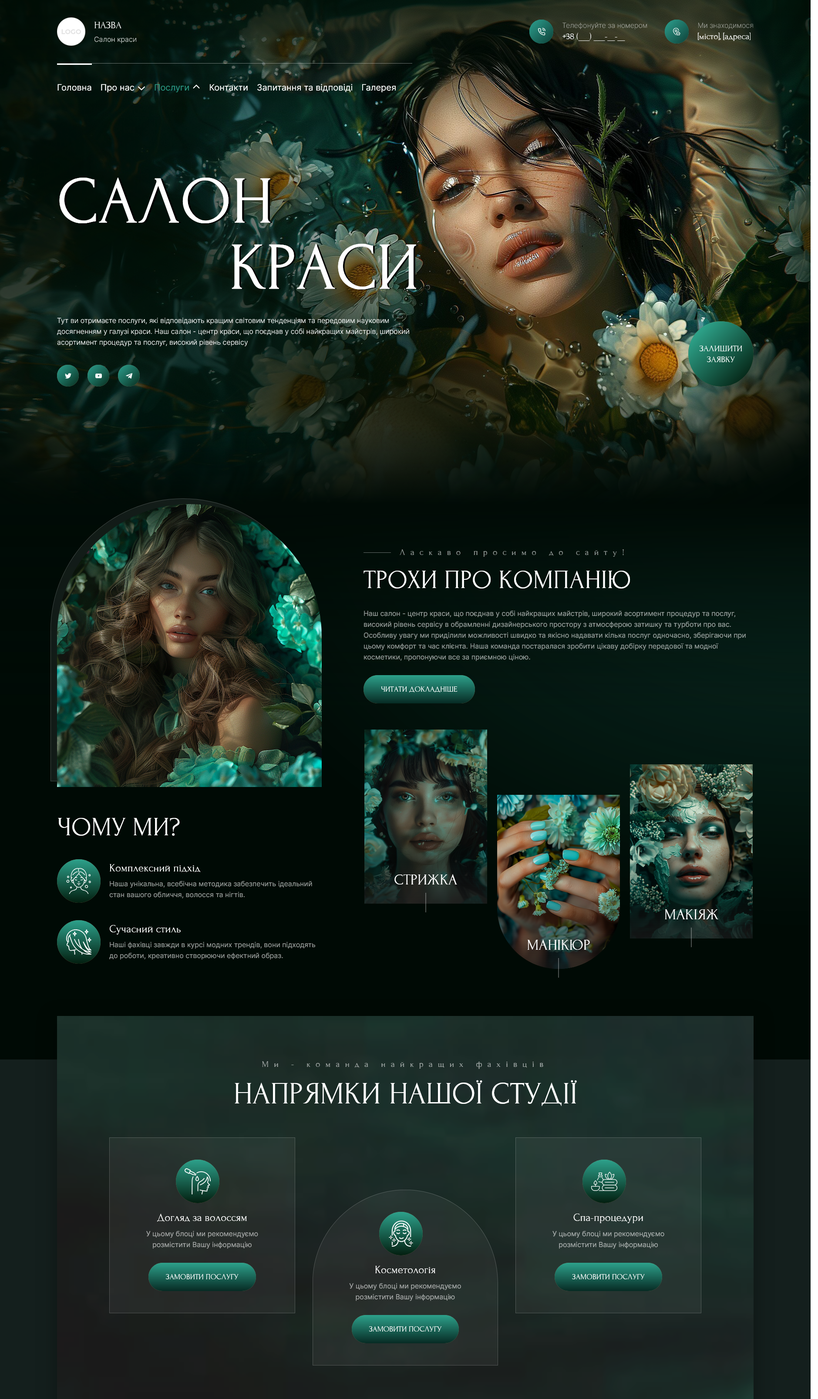 LOGO
НАЗВА
Салон краси
Телефонуйте за номером
+38 (___) ___-__-__
Ми знаходимося
[місто], [адреса]
Головна Про нас Послуги Контакти Запитання та відповіді Галерея
САЛОН
КРАСИ
Тут ви отримаєте послуги, які відповідають кращим світовим тенденціям та передовим науковим
досягненням у галузі краси. Наш салон - центр краси, що поєднав у собі найкращих майстрів, широкий
асортимент процедур та послуг, високий рівень сервісу
ЗАЛИШИТИ
ЗАЯВКУ
Ласкаво просимо до сайту!
ТРОХИ ПРО КОМПАНІЮ
Наш салон - центр краси, що поєднав у собі найкращих майстрів, широкий асортимент процедур та послуг,
високий рівень сервісу в обрамленні дизайнерського простору з атмосферою затишку та турботи про вас.
Особливу увагу ми приділили можливості швидко та якісно надавати кілька послуг одночасно, зберігаючи при
цьому комфорт та час клієнта. Наша команда постаралася зробити цікаву добірку передової та модної
косметики, пропонуючи все за приємною ціною.
ЧИТАТИ ДОКЛАДНІШЕ
ЧОМУ МИ?
Комплексний підхід
Наша унікальна, всебічна методика забезпечить ідеальний
стан вашого обличчя, волосся та нігтів.
Сучасний стиль
Наші фахівці завжди в курсі модних трендів, вони підходять
до роботи, креативно створюючи ефектний образ.
СТРИЖКА
МАНІКЮР
МАКІЯЖ
Ми - команда найкращих фахівців
НАПРЯМКИ НАШОЇ СТУДІЇ
Догляд за волоссям
У цьому блоці ми рекомендуємо
розмістити Вашу інформацію
ЗАМОВИТИ ПОСЛУГУ
Косметологія
У цьому блоці ми рекомендуємо
розмістити Вашу інформацію
ЗАМОВИТИ ПОСЛУГУ
Спа-процедури
У цьому блоці ми рекомендуємо
розмістити Вашу інформацію
ЗАМОВИТИ ПОСЛУГУ